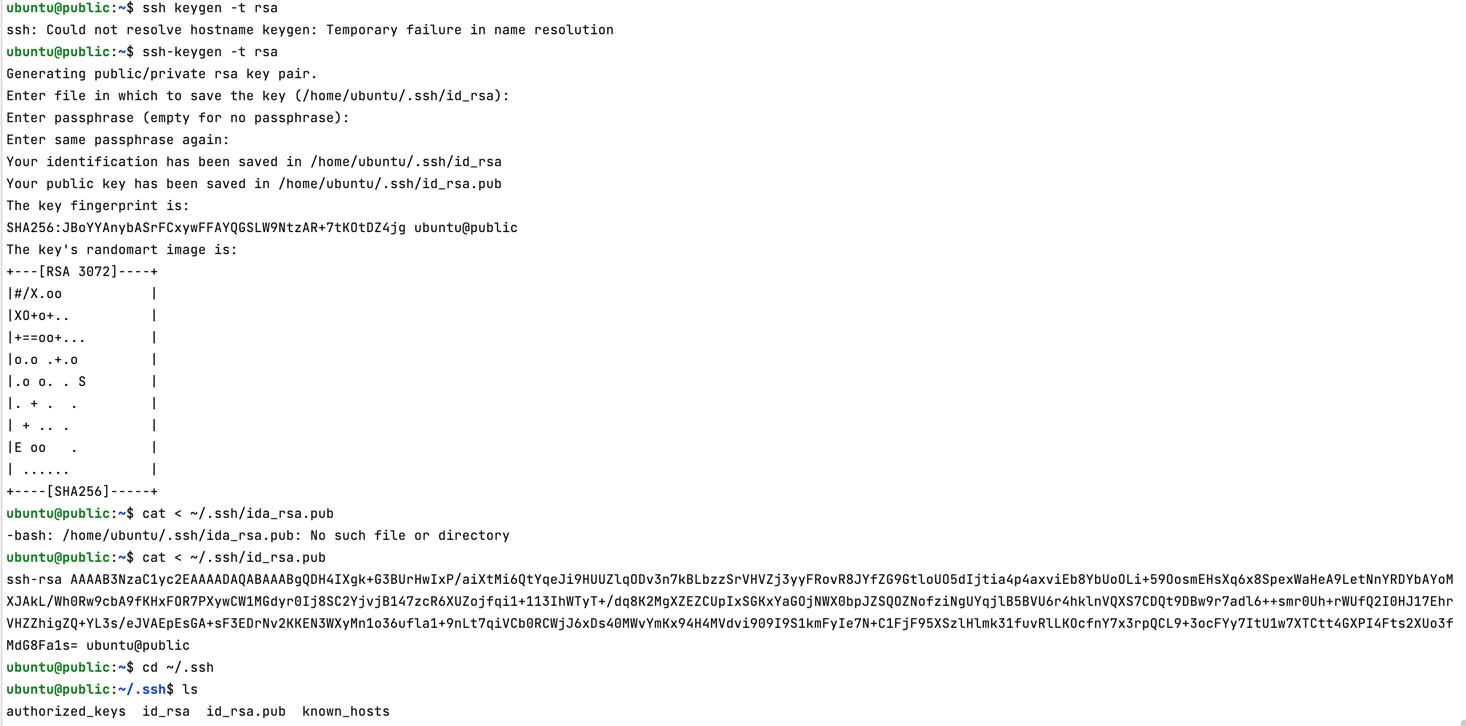 ubuntu@public:~$ ssh keygen -t rsa
ssh: Could not resolve hostname keygen: Temporary failure in name resolution
ubuntu@public:~$ ssh-keygen -t rsa
Generating public/private rsa key pair.
Enter file in which to save the key (/home/ubuntu/.ssh/id_rsa):
Enter passphrase (empty for no passphrase):
Enter same passphrase again:
Your identification has been saved in /home/ubuntu/.ssh/id_rsa
Your public key has been saved in /home/ubuntu/.ssh/id_rsa.pub
The key fingerprint is:
SHA256:JBoYYAnybASrFCxywFFAYQGSLW9NtzAR+7tKOtDZ4jg ubuntu@public
The key's randomart image is:
+---[RSA 3072]----+
|#/X.oo           |
|XO+o+..          |
|+==oo+...        |
|o.o .+.o         |
|.o o. . S        |
|. + .  .         |
| + .. .          |
|E oo   .         |
| ......          |
+----[SHA256]-----+
ubuntu@public:~$ cat < ~/.ssh/ida_rsa.pub
-bash: /home/ubuntu/.ssh/ida_rsa.pub: No such file or directory
ubuntu@public:~$ cat < ~/.ssh/id_rsa.pub
ssh-rsa AAAAB3NzaC1yc2EAAAADAQABAAABgQDH4IXgk+G3BUrHwIxP/aiXtMi6QtYqeJi9HUUZlqODv3n7kBLbzzSrVHVZj3yyFRovR8JYfZG9GtloUO5dIjtia4p4axviEb8YbUoOLi+59OosmEHsXq6x8SpexWaHeA9LetNnYRDYbAYoM
XJAkL/Wh0Rw9cbA9fKHxFOR7PXywCW1MGdyr0Ij8SC2YjvjB147zcR6XUZojfqi1+113IhWTyT+/dq8K2MgXZEZCUpIxSGKxYaGOjNWX0bpJZSQOZNofziNgUYqjlB5BVU6r4hklnVQXS7CDQt9DBw9r7adl6++smr0Uh+rWUfQ2I0HJ17Ehr
VHZZhigZQ+YL3s/eJVAEpEsGA+sF3EDrNv2KKEN3WXyMn1o36ufla1+9nLt7qiVCb0RCWjJ6xDs40MWvYmKx94H4MVdvi909I9S1kmFyIe7N+C1FjF95XSzlHlmk31fuvRlLKOcfnY7x3rpQCL9+3ocFYy7ItU1w7XTCtt4GXPI4Fts2XUo3f
MdG8Fa1s= ubuntu@public
ubuntu@public:~$ cd ~/.ssh
ubuntu@public:~/.ssh$ ls
authorized_keys  id_rsa  id_rsa.pub  known_hosts